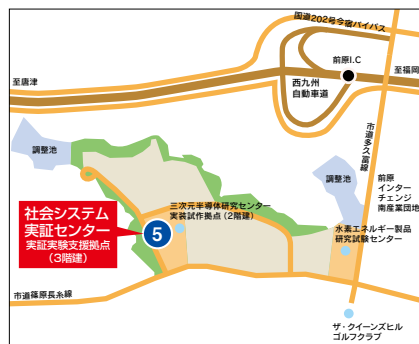 国道202号今宿バイパス
前原I.C
至唐津
至福岡
西九州
自動車道
市道多久冨線
調整池
調整池
前原
インター
チェンジ
南産業団地
三次元半導体研究センター
実装試作拠点(2階建)
社会システム
実証センター
実証実験支援拠点
(3階建)
5
水素エネルギー製品
研究試験センター
市道篠原長糸線
ザ・クイーンズヒル
ゴルフクラブ